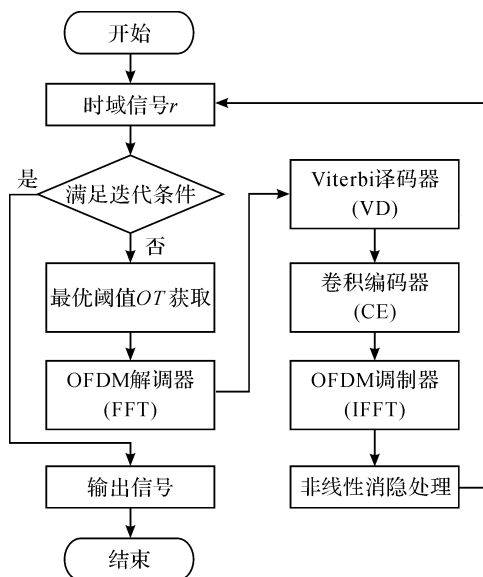 开始
时域信号r
满足迭代条件
是
否
最优阈值OT获取
OFDM解调器
(FFT)
Viterbi译码器
(VD)
卷积编码器
(CE)
OFDM调制器
(IFFT)
非线性消隐处理
输出信号
结束